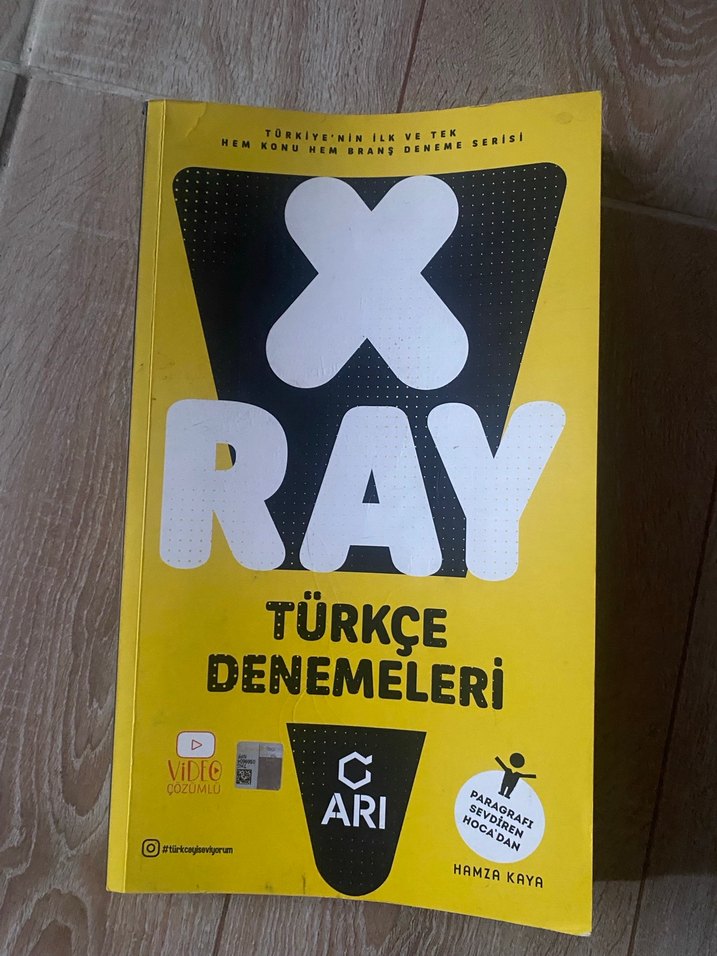 TÜRKİYE'NİN İLK VE TEK
HEM KONU HEM BRANŞ DENEME SERİSİ
X
RAY
TÜRKÇE
DENEMELERİ
VİDEO
ÇÖZÜMLÜ
ARI
PARAGRAFI
SEVDİREN
HOCA'DAN
HAMZA KAYA
#türkceyiseviyorum